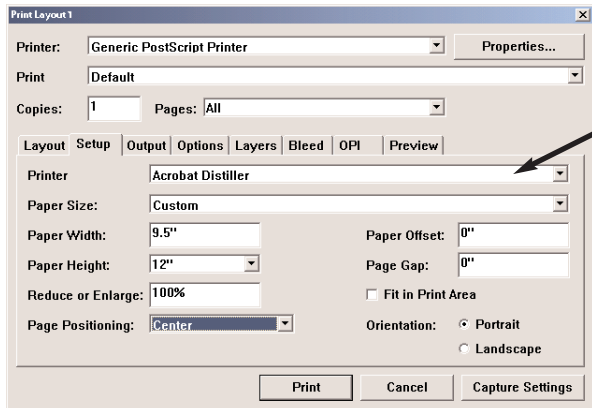 Print Layout 1
Printer: Generic PostScript Printer Properties...
Print Default
Copies: 1 Pages: All
Layout Setup Output Options Layers Bleed OPI Preview
Printer Acrobat Distiller
Paper Size: Custom
Paper Width: 9.5" Paper Offset: 0"
Paper Height: 12" Page Gap: 0"
Reduce or Enlarge: 100% Fit in Print Area
Page Positioning: Center Orientation: Portrait
Landscape
Print Cancel Capture Settings